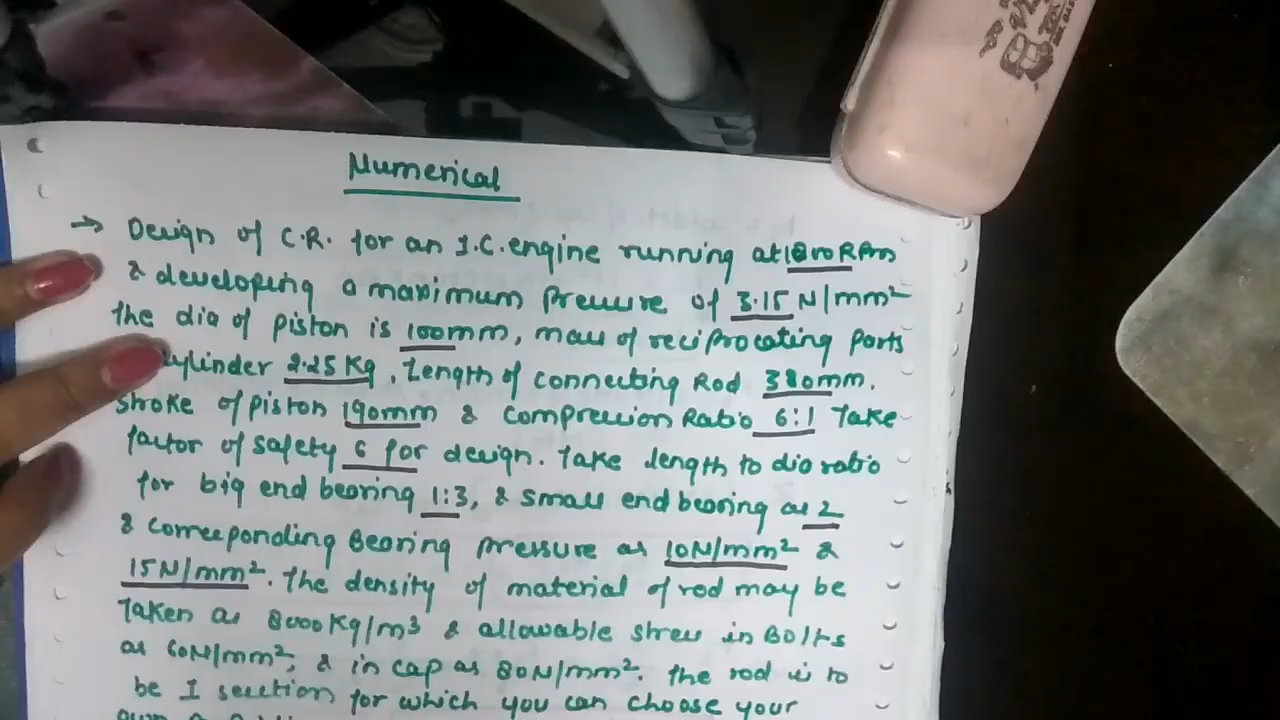 Numerical
→ Design of C.R. for an I.C. engine running at 1800 RPm
& developing a maximum pressure of 3.15 N/mm²
the dia of piston is 100mm, mass of reciprocating parts
cylinder 2.25 Kg. Length of connecting Rod 380mm.
stroke of piston 190mm & compression Ratio 6:1 Take
factor of safety 6 for design. Take length to dia ratio
for big end bearing 1:3, & small end bearing as 2
& corresponding Bearing pressure as 10N/mm² &
15N/mm². The density of material of rod may be
Taken as 8000Kg/m³ & allowable stress in Bolts
as 60N/mm², & in cap as 80N/mm². The rod is to
be I section for which you can choose your